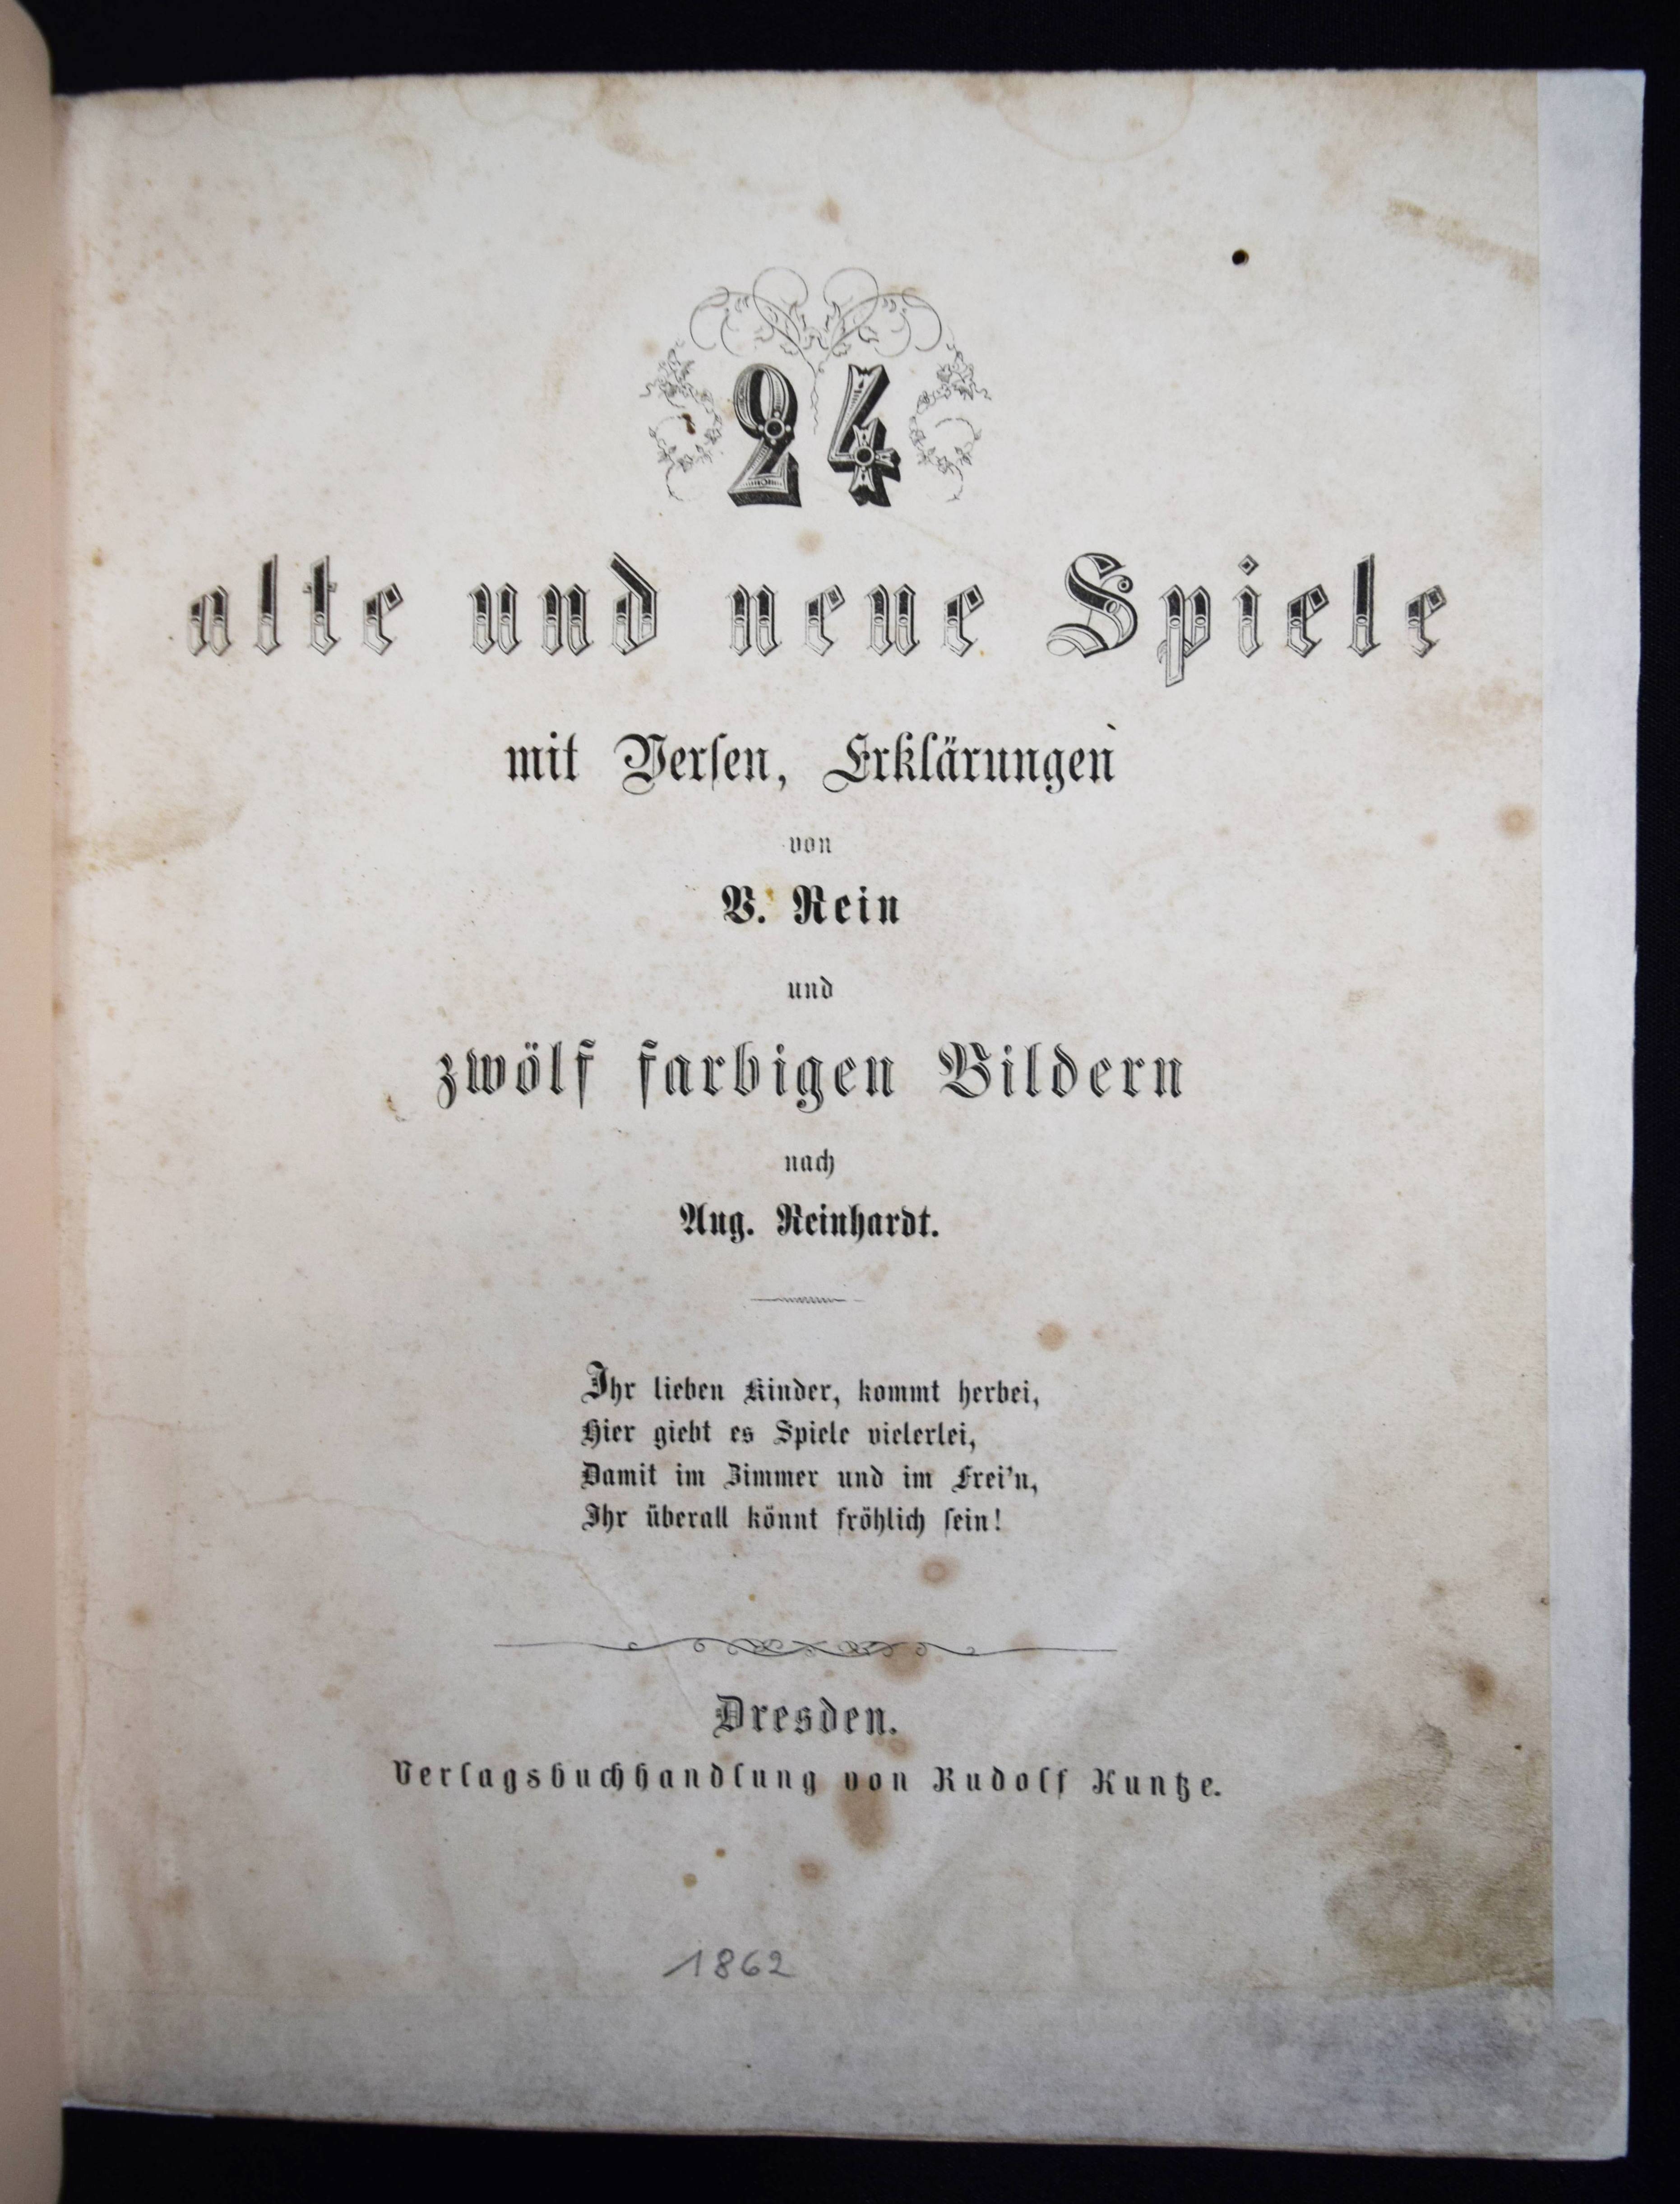 24
alte und neue Spiele
mit Versen, Erklärungen
von
B. Rein
und
zwölf farbigen Bildern
nach
Aug. Reinhardt.
Ihr lieben Kinder, kommt herbei,
Hier giebt es Spiele vielerlei,
Damit im Zimmer und im Frei'n,
Ihr überall könnt fröhlich sein!
Dresden.
Verlagsbuchhandlung von Rudolf Kuntze.
1862